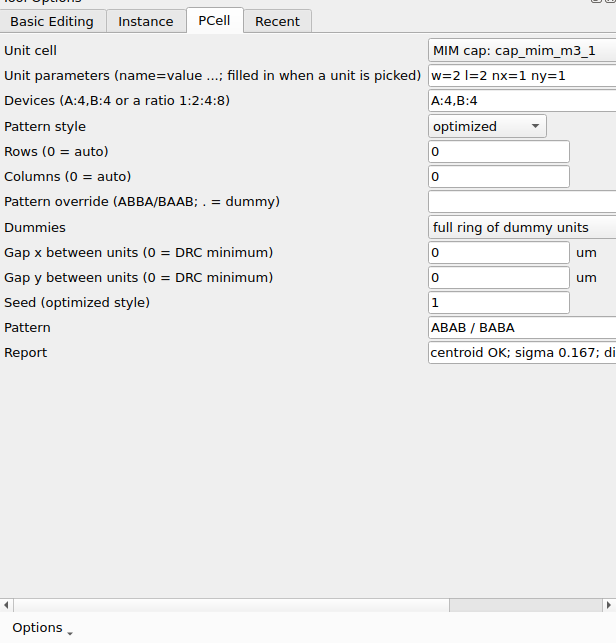 Basic Editing Instance PCell Recent
Unit cell MIM cap: cap_mim_m3_1
Unit parameters (name=value ...; filled in when a unit is picked) w=2 l=2 nx=1 ny=1
Devices (A:4,B:4 or a ratio 1:2:4:8) A:4,B:4
Pattern style optimized
Rows (0 = auto) 0
Columns (0 = auto) 0
Pattern override (ABBA/BAAB; . = dummy)
Dummies full ring of dummy units
Gap x between units (0 = DRC minimum) 0 um
Gap y between units (0 = DRC minimum) 0 um
Seed (optimized style) 1
Pattern ABAB / BABA
Report centroid OK; sigma 0.167; di
Options